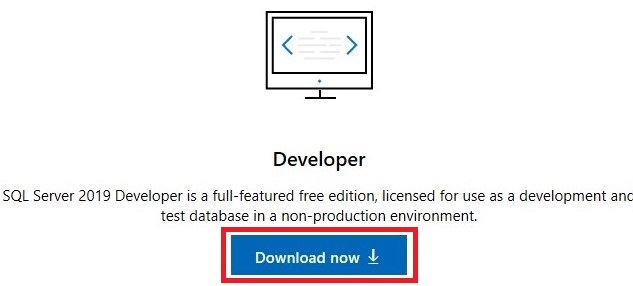 Developer
SQL Server 2019 Developer is a full-featured free edition, licensed for use as a development and
test database in a non-production environment.
Download now